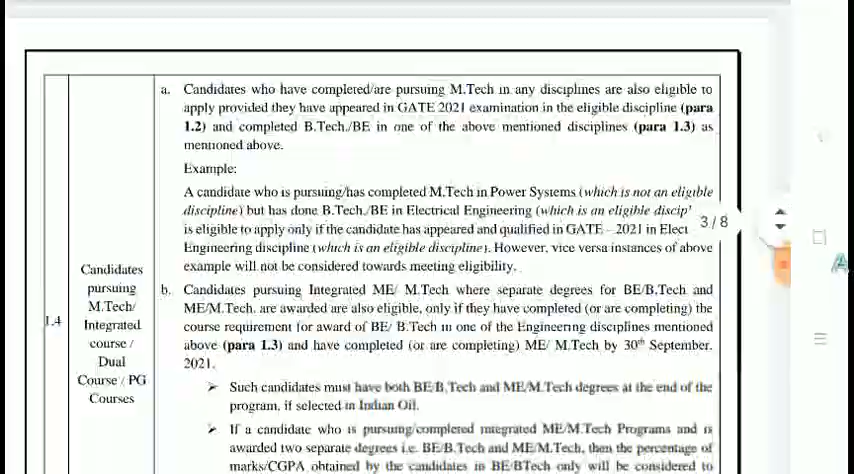 a. Candidates who have completed/are pursuing M.Tech in any disciplines are also eligible to
apply provided they have appeared in GATE 2021 examination in the eligible discipline (para
1.2) and completed B.Tech./BE in one of the above mentioned disciplines (para 1.3) as
mentioned above.
Example:
A candidate who is pursuing/has completed M.Tech in Power Systems (which is not an eligible
discipline) but has done B.Tech./BE in Electrical Engineering (which is an eligible discip
is eligible to apply only if the candidate has appeared and qualified in GATE – 2021 in Elect
3/8
Engineering discipline (which is an eligible discipline). However, vice versa instances of above
example will not be considered towards meeting eligibility.
1.4
Candidates
pursuing
M.Tech/
Integrated
course /
Dual
Course / PG
Courses
b. Candidates pursuing Integrated ME/ M.Tech where separate degrees for BE/B.Tech and
ME/M.Tech. are awarded are also eligible, only if they have completed (or are completing) the
course requirement for award of BE/ B.Tech in one of the Engineering disciplines mentioned
above (para 1.3) and have completed (or are completing) ME/ M.Tech by 30th September,
2021.
➢ Such candidates must have both BE/B.Tech and ME/M.Tech degrees at the end of the
program, if selected in Indian Oil.
➢ If a candidate who is pursuing/completed integrated ME/M.Tech Programs and is
awarded two separate degrees i.e. BE/B.Tech and ME/M.Tech, then the percentage of
marks/CGPA obtained by the candidates in BE/BTech only will be considered to
A